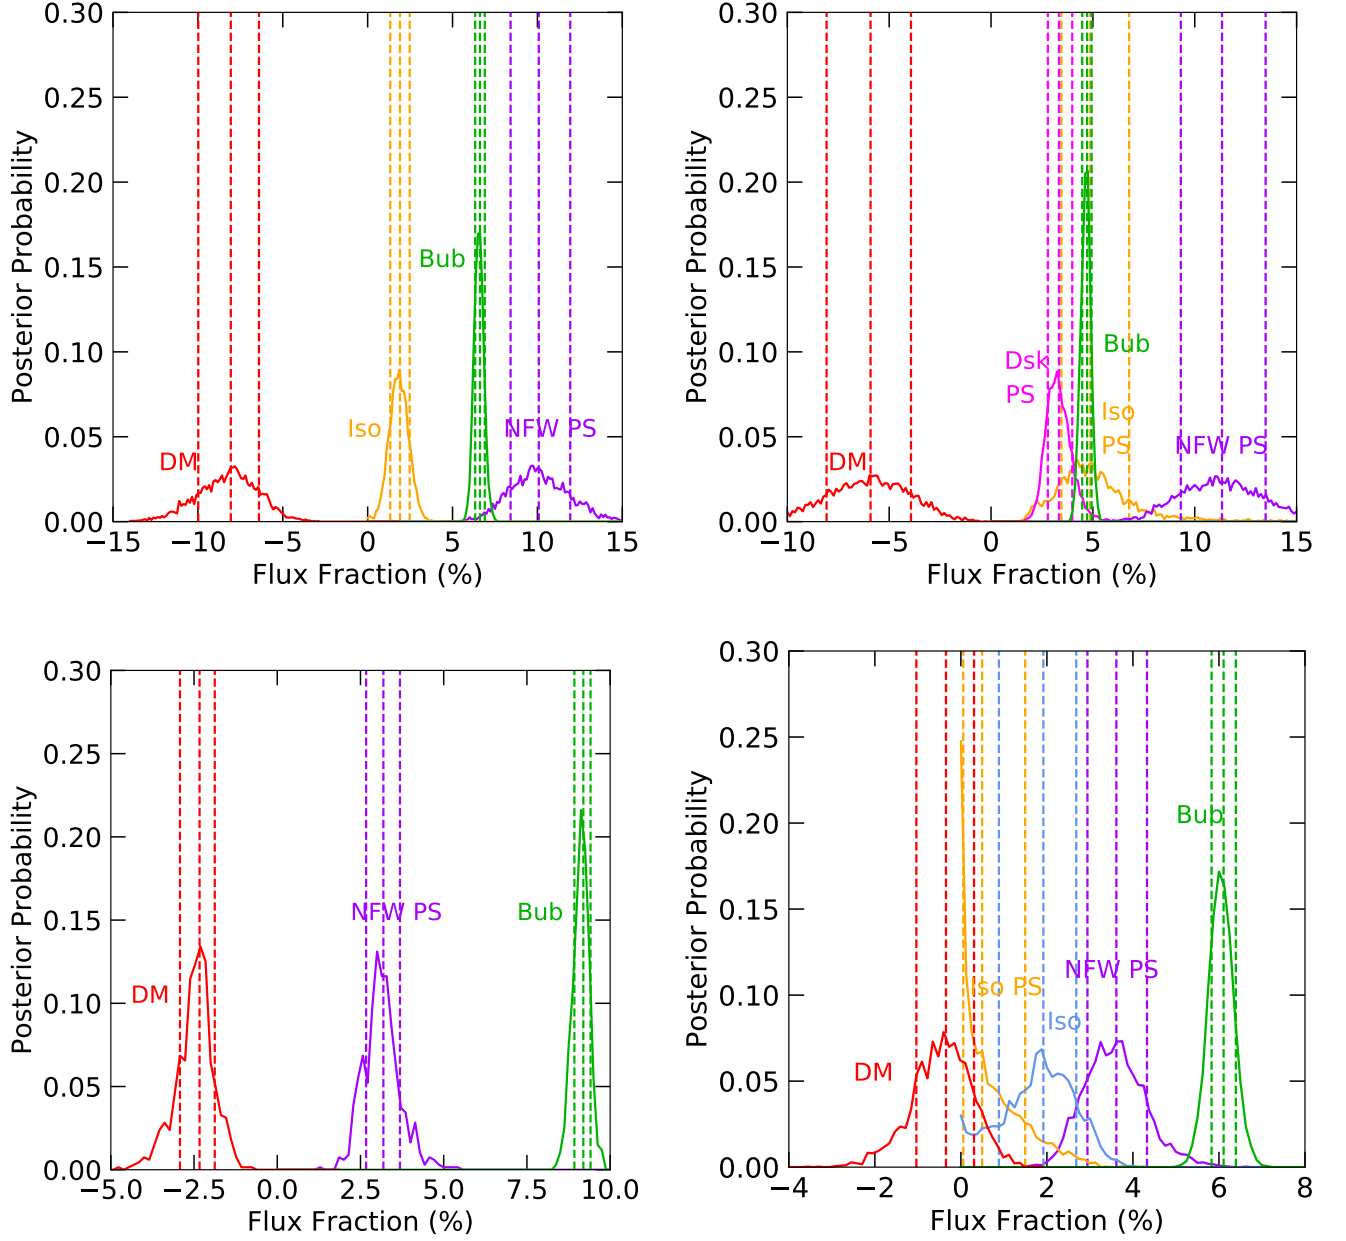 0.30
0.25
0.20
0.15
0.10
0.05
0.00
Posterior Probability
DM
Iso
Bub
NFW PS
−15 −10 −5 0 5 10 15
Flux Fraction (%)
0.30
0.25
0.20
0.15
0.10
0.05
0.00
Posterior Probability
DM
Dsk
PS
Bub
Iso
PS
NFW PS
−10 −5 0 5 10 15
Flux Fraction (%)
0.30
0.25
0.20
0.15
0.10
0.05
0.00
Posterior Probability
DM
NFW PS
Bub
−5.0 −2.5 0.0 2.5 5.0 7.5 10.0
Flux Fraction (%)
0.30
0.25
0.20
0.15
0.10
0.05
0.00
Posterior Probability
DM
Iso PS
Iso
NFW PS
Bub
−4 −2 0 2 4 6 8
Flux Fraction (%)